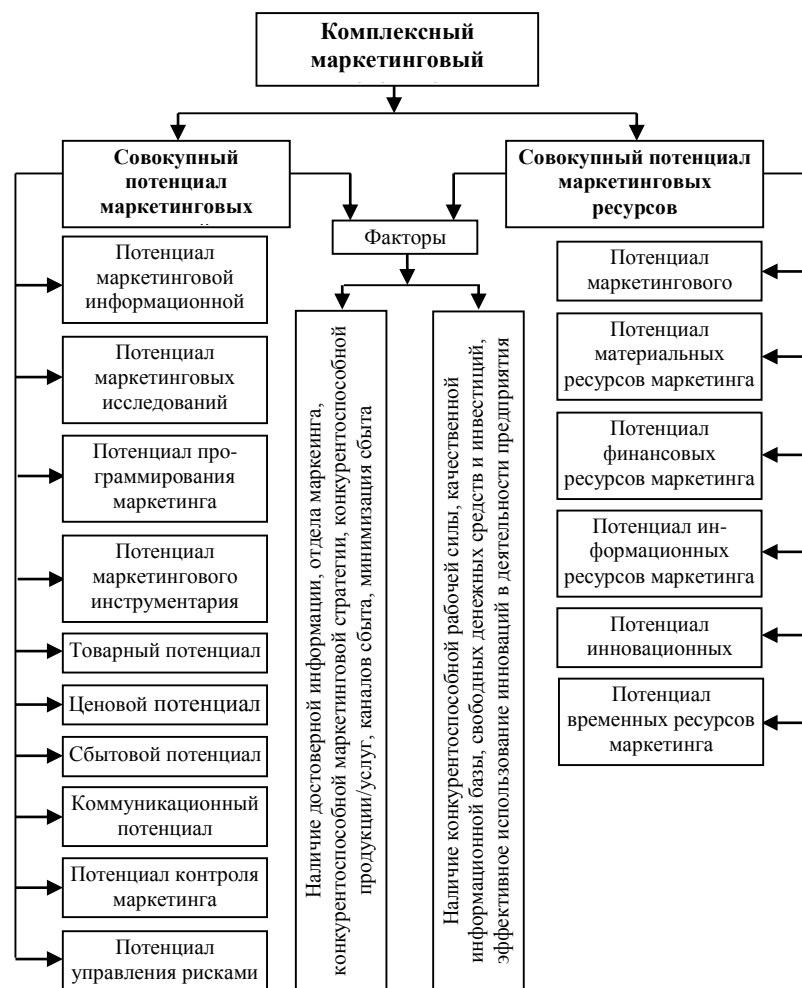 Комплексный
маркетинговый
Совокупный
потенциал
маркетинговых
Совокупный потенциал
маркетинговых
ресурсов
Факторы
Потенциал
маркетинговой
информационной
Потенциал
маркетинговых
исследований
Потенциал про-
граммирования
маркетинга
Потенциал
маркетингового
инструментария
Товарный потенциал
Ценовой потенциал
Сбытовой потенциал
Коммуникационный
потенциал
Потенциал контроля
маркетинга
Потенциал
управления рисками
Наличие достоверной информации, отдела маркеинга,
конкурентоспособной маркетинговой стратегии, конкурентоспособной
продукции/услуг, каналов сбыта, минимизация сбыта
Наличие конкурентоспособной рабочей силы, качественной
информационной базы, свободных денежных средств и инвестиций,
эффективное использование инноваций в деятельности предприятия
Потенциал
маркетингового
Потенциал
материальных
ресурсов маркетинга
Потенциал
финансовых
ресурсов маркетинга
Потенциал ин-
формационных
ресурсов маркетинга
Потенциал
инновационных
Потенциал
временных ресурсов
маркетинга